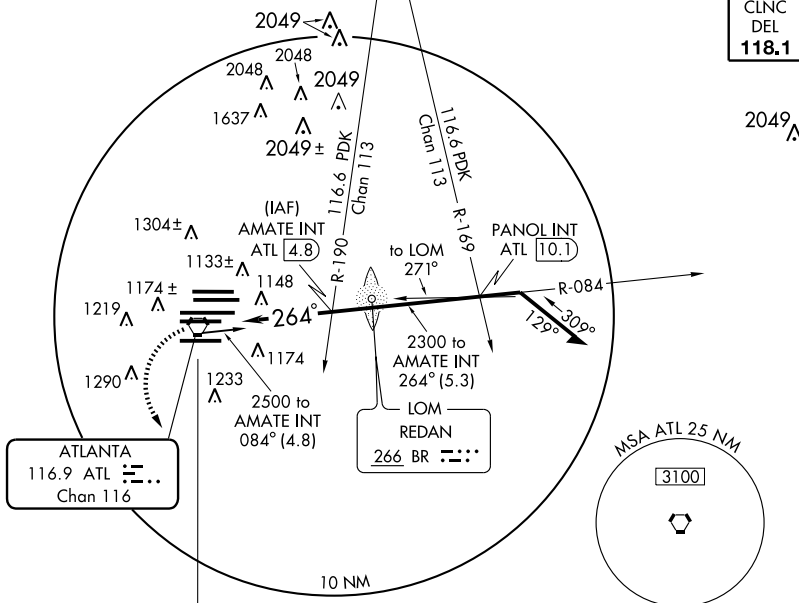 CLNC
DEL
118.1
2049
2048
2048
2049
1637
2049±
2049
116.6 PDK
Chan 113
R-190
116.6 PDK
Chan 113
R-169
(IAF)
AMATE INT
ATL 4.8
PANOL INT
ATL 10.1
to LOM
271°
R-084
1304±
1133±
1148
1174±
1219
264°
309°
129°
2300 to
AMATE INT
264° (5.3)
1174
1290
1233
2500 to
AMATE INT
084° (4.8)
LOM
REDAN
266 BR
ATLANTA
116.9 ATL
Chan 116
MSA ATL 25 NM
3100
10 NM